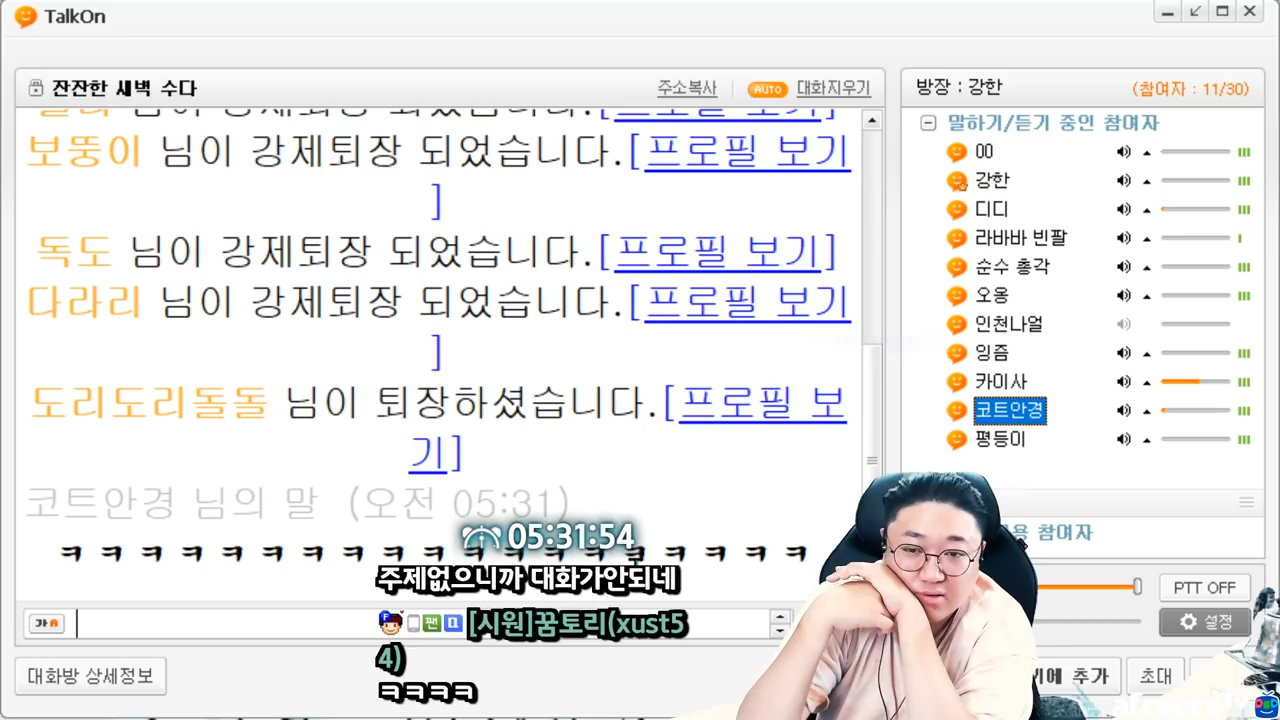 TalkOn
잔잔한 새벽 수다
주소복사
AUTO 대화지우기
보뚱이 님이 강제퇴장 되었습니다.[프로필 보기
]
독도 님이 강제퇴장 되었습니다.[프로필 보기]
다라리 님이 강제퇴장 되었습니다.[프로필 보기
]
도리도리돌돌 님이 퇴장하셨습니다.[프로필 보
기]
코트안경 님의 말 (오전 05:31)
ㅋㅋㅋㅋㅋㅋㅋㅋㅋㅋㅋㅋㅋㅋㅋㅋㅋㅋㅋ
05:31:54
주제없으니까 대화가안되네
가A
팬 [시원]꿈토리(xust5
4)
ㅋㅋㅋㅋ
대화방 상세정보
방장 : 강한
(참여자 : 11/30)
말하기/듣기 중인 참여자
00
강한
디디
라바바 빈팔
순수 총각
오옹
인천나얼
잉즘
카이사
코트안경
평등이
참여자
PTT OFF
설정
에 추가
초대